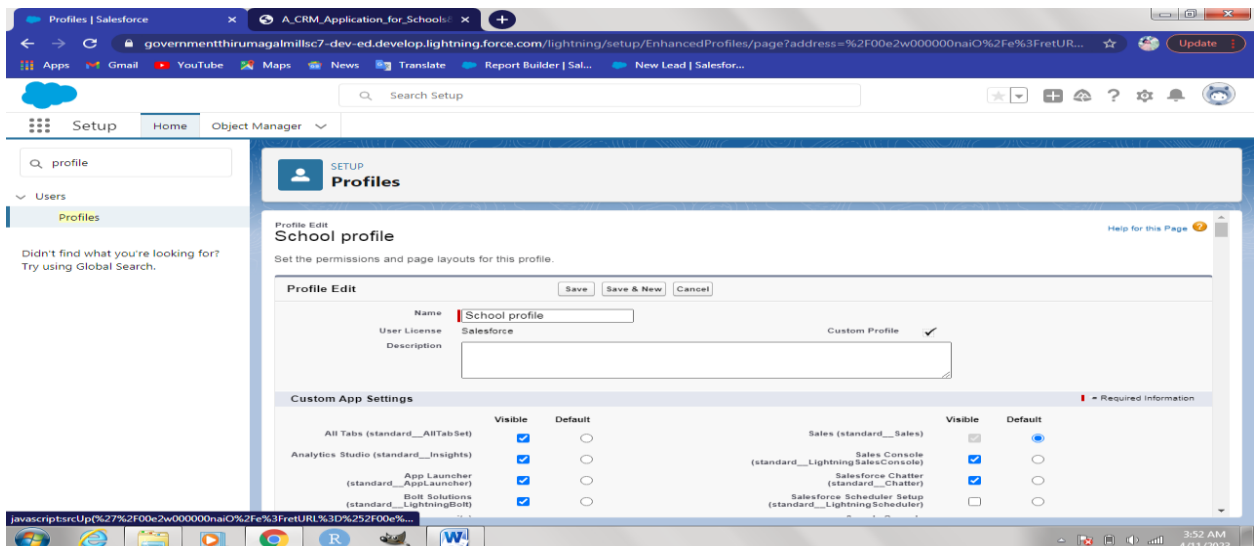 Profiles | Salesforce
A_CRM_Application_for_Schools&
governmentthirumagalmillsc7-dev-ed.develop.lightning.force.com/lightning/setup/EnhancedProfiles/page?address=%2F00e2w000000naiO%2Fe%3FretUR...
Update
Apps Gmail YouTube Maps News Translate Report Builder | Sal... New Lead | Salesfor...
Search Setup
Setup Home Object Manager
profile
Users
Profiles
Didn't find what you're looking for?
Try using Global Search.
SETUP
Profiles
Profile Edit
School profile
Help for this Page
Set the permissions and page layouts for this profile.
Profile Edit Save Save & New Cancel
Name School profile
User License Salesforce Custom Profile
Description
Custom App Settings = Required Information
Visible Default Visible Default
All Tabs (standard__AllTabSet) Sales (standard__Sales)
Analytics Studio (standard__Insights) Sales Console
(standard__LightningSalesConsole)
App Launcher
(standard__AppLauncher)
Salesforce Chatter
(standard__Chatter)
Bolt Solutions
(standard__LightningBolt)
Salesforce Scheduler Setup
(standard__LightningScheduler)
javascript:srcUp(%27%2F00e2w000000naiO%2Fe%3FretURL%3D%252F00e%...
3:52 AM